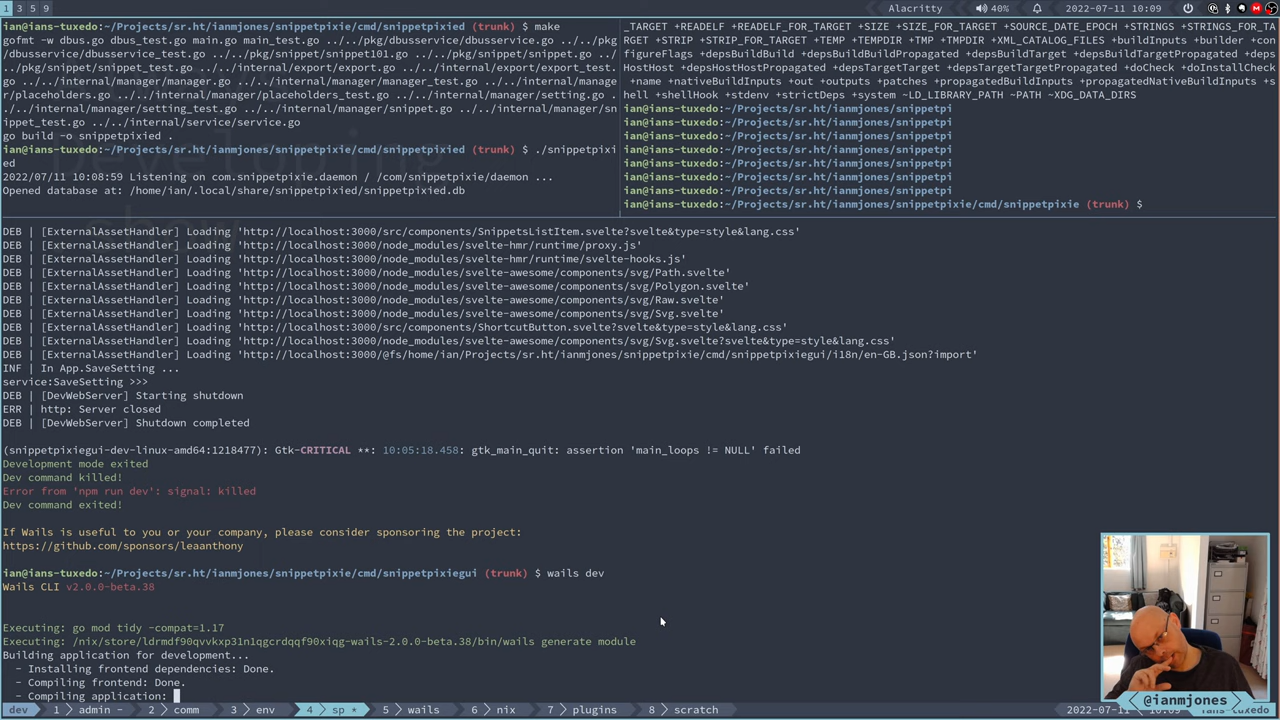 1 3 5 9
Alacritty
40%
2022-07-11 10:09
ian@ians-tuxedo:~/Projects/sr.ht/ianmjones/snippetpixie/cmd/snippetpixied (trunk) $ make
gofmt -w dbus.go dbus_test.go main.go main_test.go ../../pkg/dbusservice/dbusservice.go ../../pkg/
../../pkg/snippet/snippet101.go ../../internal/export/export.go ../../internal/export/export_test.
go ../../internal/manager/manager.go ../../internal/manager/manager_test.go ../../internal/manage
r/placeholders.go ../../internal/manager/placeholders_test.go ../../internal/manager/setting.go .
./../internal/manager/setting_test.go ../../internal/manager/snippet.go ../../internal/manager/sn
ippet_test.go ../../internal/service/service.go
go build -o snippetpixied .
ian@ians-tuxedo:~/Projects/sr.ht/ianmjones/snippetpixie/cmd/snippetpixied (trunk) $ ./snippetpixi
ed
2022/07/11 10:08:59 Listening on com.snippetpixie.daemon / /com/snippetpixie/daemon ...
Opened database at: /home/ian/.local/share/snippetpixied/snippetpixied.db
_TARGET +READELF +READELF_FOR_TARGET +SIZE +SIZE_FOR_TARGET +SOURCE_DATE_EPOCH +STRINGS +STRINGS_FOR_TA
RGET +STRIP +STRIP_FOR_TARGET +TEMP +TEMPDIR +TMP +TMPDIR +XML_CATALOG_FILES +buildInputs +builder +con
figureFlags +depsBuildBuild +depsBuildBuildPropagated +depsBuildTarget +depsBuildTargetPropagated +deps
HostHost +depsHostHostPropagated +depsTargetTarget +depsTargetTargetPropagated +doCheck +doInstallCheck
+name +nativeBuildInputs +out +outputs +patches +propagatedBuildInputs +propagatedNativeBuildInputs +s
hell +shellHook +stdenv +strictDeps +system ~LD_LIBRARY_PATH ~PATH ~XDG_DATA_DIRS
ian@ians-tuxedo:~/Projects/sr.ht/ianmjones/snippetpi
ian@ians-tuxedo:~/Projects/sr.ht/ianmjones/snippetpi
ian@ians-tuxedo:~/Projects/sr.ht/ianmjones/snippetpi
ian@ians-tuxedo:~/Projects/sr.ht/ianmjones/snippetpi
ian@ians-tuxedo:~/Projects/sr.ht/ianmjones/snippetpi
ian@ians-tuxedo:~/Projects/sr.ht/ianmjones/snippetpi
ian@ians-tuxedo:~/Projects/sr.ht/ianmjones/snippetpi
ian@ians-tuxedo:~/Projects/sr.ht/ianmjones/snippetpixie/cmd/snippetpixie (trunk) $
DEB | [ExternalAssetHandler] Loading 'http://localhost:3000/src/components/SnippetsListItem.svelte?svelte&type=style&lang.css'
DEB | [ExternalAssetHandler] Loading 'http://localhost:3000/node_modules/svelte-hmr/runtime/proxy.js'
DEB | [ExternalAssetHandler] Loading 'http://localhost:3000/node_modules/svelte-hmr/runtime/svelte-hooks.js'
DEB | [ExternalAssetHandler] Loading 'http://localhost:3000/node_modules/svelte-awesome/components/svg/Path.svelte'
DEB | [ExternalAssetHandler] Loading 'http://localhost:3000/node_modules/svelte-awesome/components/svg/Polygon.svelte'
DEB | [ExternalAssetHandler] Loading 'http://localhost:3000/node_modules/svelte-awesome/components/svg/Raw.svelte'
DEB | [ExternalAssetHandler] Loading 'http://localhost:3000/node_modules/svelte-awesome/components/svg/Svg.svelte'
DEB | [ExternalAssetHandler] Loading 'http://localhost:3000/src/components/ShortcutButton.svelte?svelte&type=style&lang.css'
DEB | [ExternalAssetHandler] Loading 'http://localhost:3000/node_modules/svelte-awesome/components/svg/Svg.svelte?svelte&type=style&lang.css'
DEB | [ExternalAssetHandler] Loading 'http://localhost:3000/@fs/home/ian/Projects/sr.ht/ianmjones/snippetpixie/cmd/snippetpixiegui/i18n/en-GB.json?import'
INF | In App.SaveSetting ...
service:SaveSetting >>>
DEB | [DevWebServer] Starting shutdown
ERR | http: Server closed
DEB | [DevWebServer] Shutdown completed
(snippetpixiegui-dev-linux-amd64:1218477): Gtk-CRITICAL **: 10:05:18.458: gtk_main_quit: assertion 'main_loops != NULL' failed
Development mode exited
Dev command killed!
Error from 'npm run dev': signal: killed
Dev command exited!
If Wails is useful to you or your company, please consider sponsoring the project:
https://github.com/sponsors/leaanthony
ian@ians-tuxedo:~/Projects/sr.ht/ianmjones/snippetpixie/cmd/snippetpixiegui (trunk) $ wails dev
Wails CLI v2.0.0-beta.38
Executing: go mod tidy -compat=1.17
Executing: /nix/store/ldrmdf90qvvkxp31n1qgcrdqqf90xiqg-wails-2.0.0-beta.38/bin/wails generate module
Building application for development...
- Installing frontend dependencies: Done.
- Compiling frontend: Done.
- Compiling application:
@ianmjones
dev 1 admin - 2 comm 3 env 4 sp * 5 wails 6 nix 7 plugins 8 scratch 2022-07-11